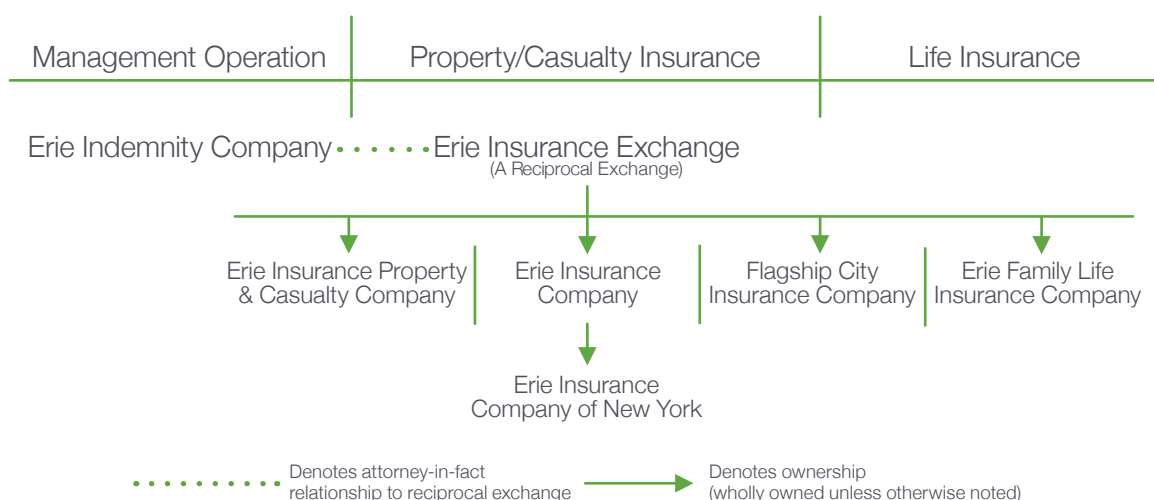 Management Operation
Property/Casualty Insurance
Life Insurance
Erie Indemnity Company
Erie Insurance Exchange
(A Reciprocal Exchange)
Erie Insurance Property
& Casualty Company
Erie Insurance
Company
Flagship City
Insurance Company
Erie Family Life
Insurance Company
Erie Insurance
Company of New York
Denotes attorney-in-fact
relationship to reciprocal exchange
Denotes ownership
(wholly owned unless otherwise noted)